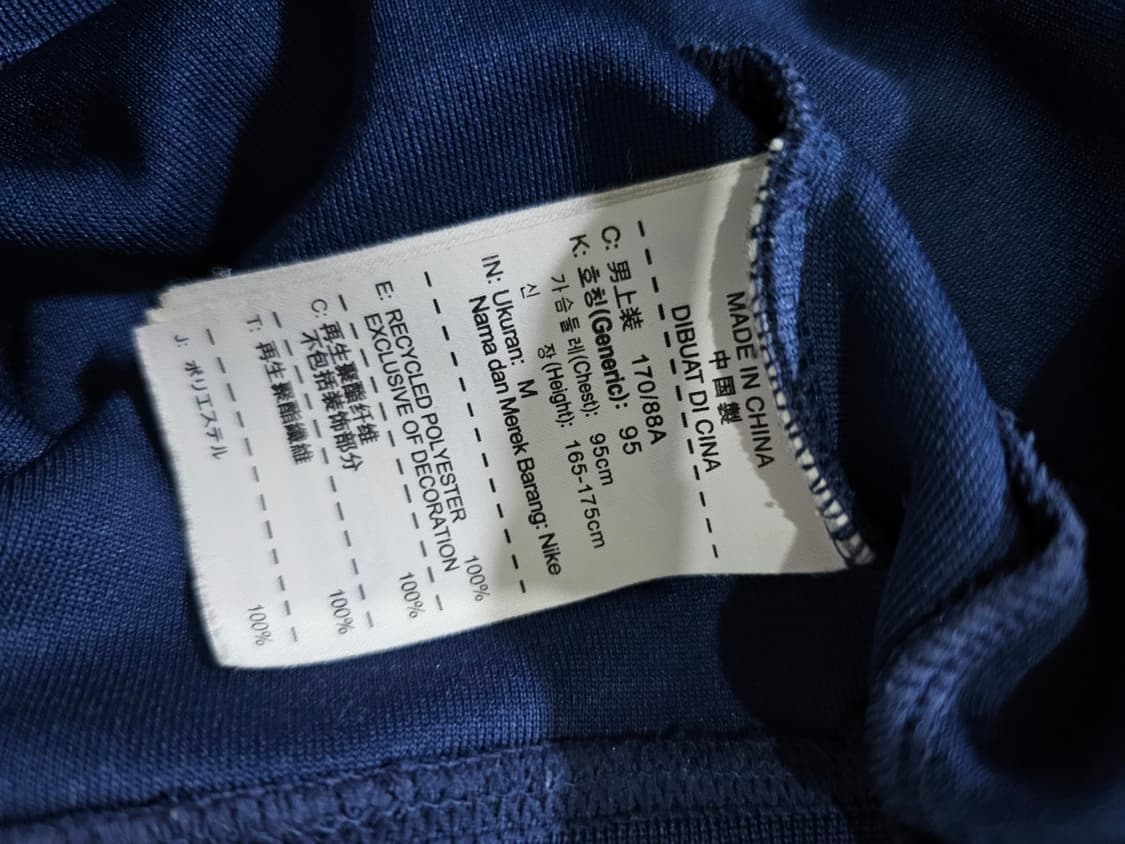 MADE IN CHINA
中國製
DIBUAT DI CINA
C: 男上装 170/88A
K: 호칭(Generic): 95
가슴둘레(Chest): 95cm
신 장(Height): 165-175cm
IN: Ukuran: M
Nama dan Merek Barang: Nike
E: RECYCLED POLYESTER 100%
EXCLUSIVE OF DECORATION
C: 再生聚酯纤维 100%
不包括装饰部分
T: 再生聚酯纖維 100%
J: ポリエステル 100%